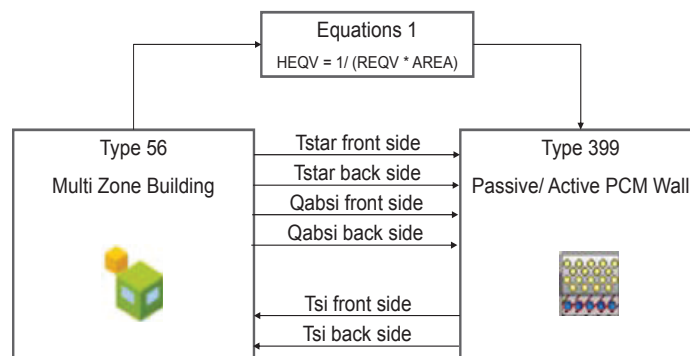 Equations 1
HEQV = 1/ (REQV * AREA)
Type 56
Multi Zone Building
Tstar front side
Tstar back side
Qabsi front side
Qabsi back side
Tsi front side
Tsi back side
Type 399
Passive/ Active PCM Wall